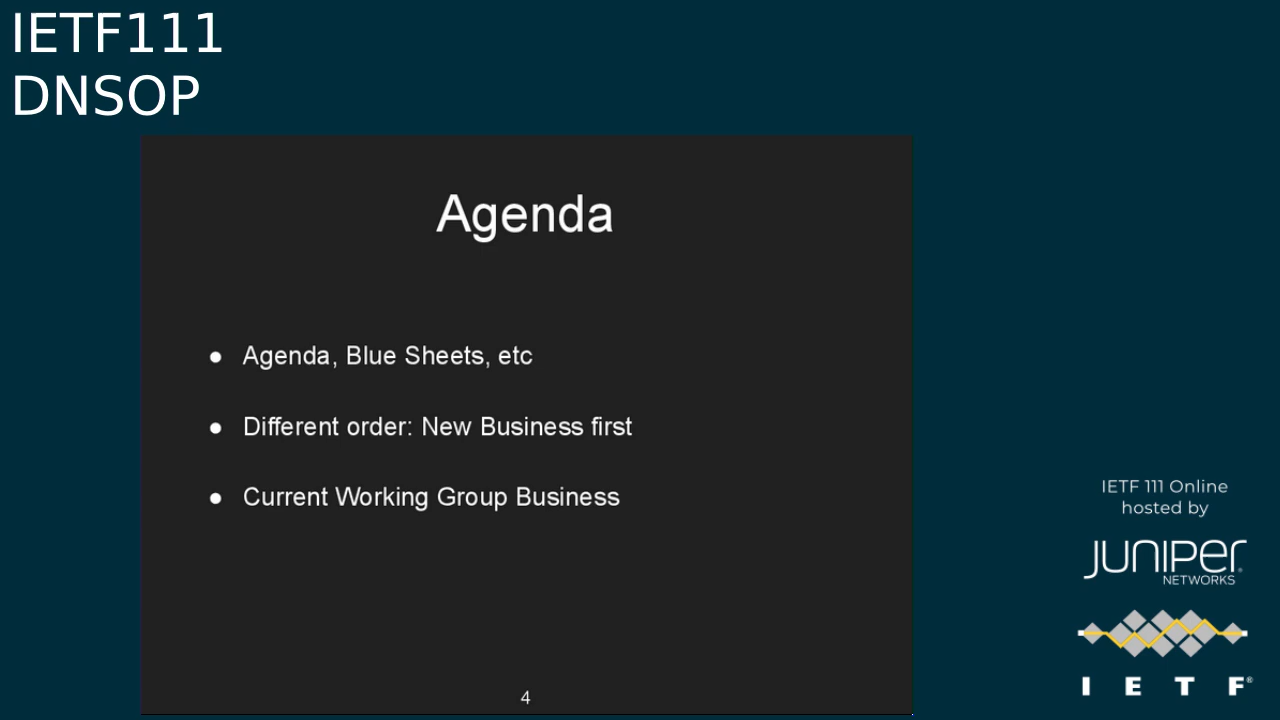 IETF111
DNSOP
Agenda
● Agenda, Blue Sheets, etc
● Different order: New Business first
● Current Working Group Business
4
IETF 111 Online
hosted by
JUNIPER
NETWORKS
I E T F®